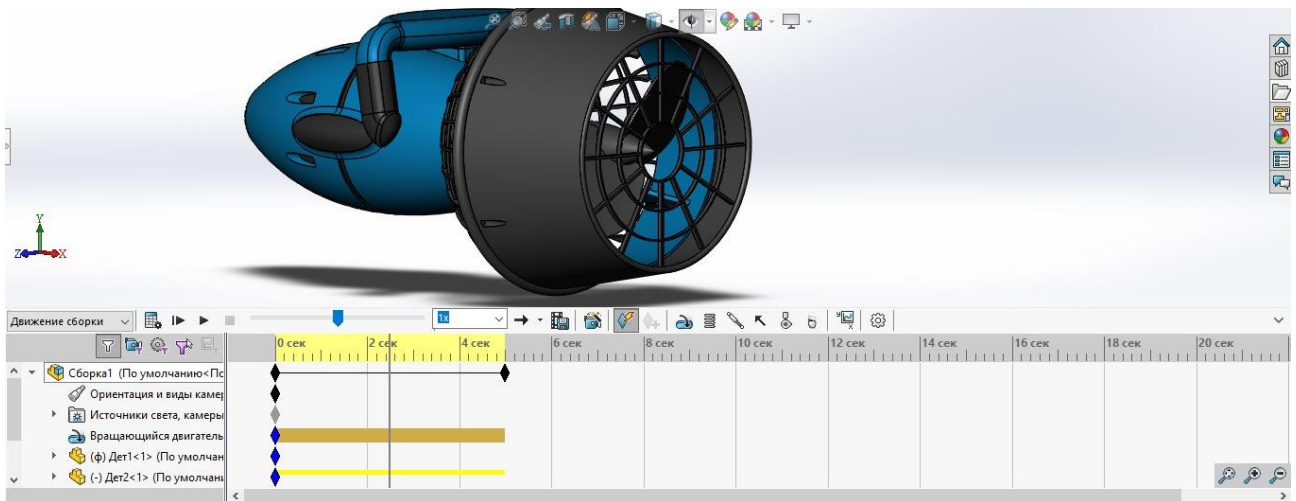 Y
Z X
Движение сборки 1x
0 сек 2 сек 4 сек 6 сек 8 сек 10 сек 12 сек 14 сек 16 сек 18 сек 20 сек
Сборка1 (По умолчанию<По
Ориентация и виды камер
Источники света, камеры
Вращающийся двигатель
(ф) Дет1<1> (По умолчан
(-) Дет2<1> (По умолчан